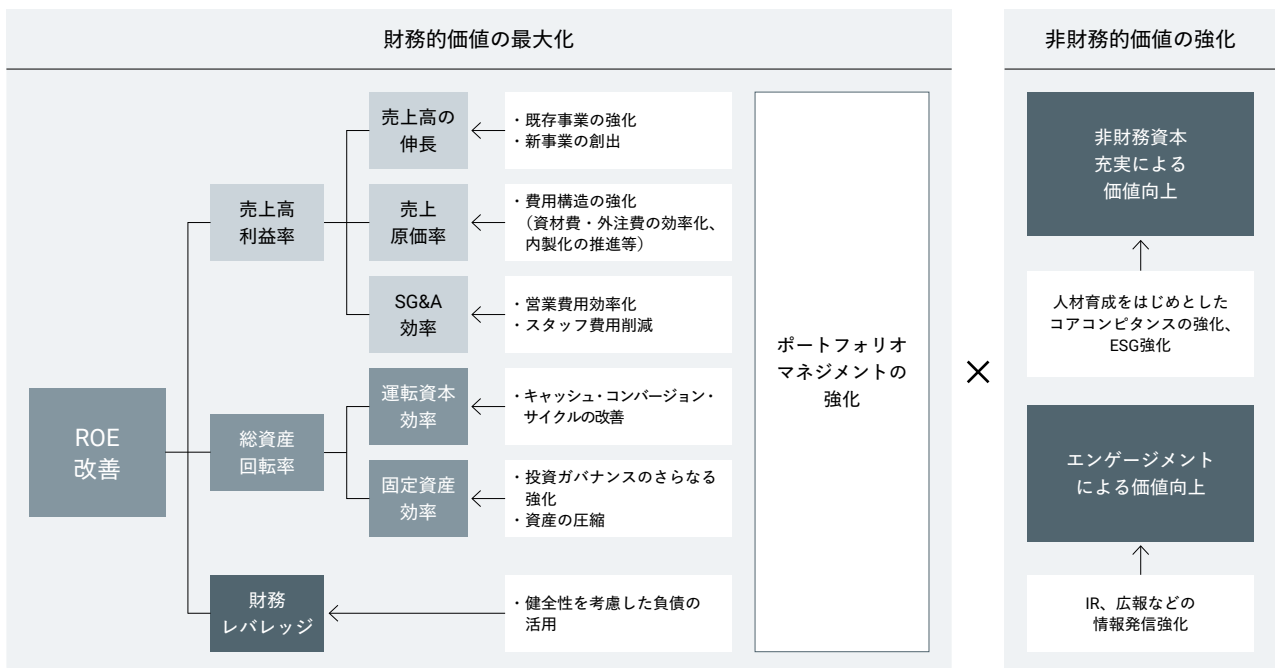 財務的価値の最大化
ROE
改善
売上高
利益率
売上高の
伸長
・既存事業の強化
・新事業の創出
売上
原価率
・費用構造の強化
（資材費・外注費の効率化、
内製化の推進等）
SG&A
効率
・営業費用効率化
・スタッフ費用削減
総資産
回転率
運転資本
効率
・キャッシュ・コンバージョン・
サイクルの改善
固定資産
効率
・投資ガバナンスのさらなる
強化
・資産の圧縮
財務
レバレッジ
・健全性を考慮した負債の
活用
ポートフォリオ
マネジメントの
強化
×
非財務的価値の強化
非財務資本
充実による
価値向上
人材育成をはじめとした
コアコンピタンスの強化、
ESG強化
エンゲージメント
による価値向上
IR、広報などの
情報発信強化